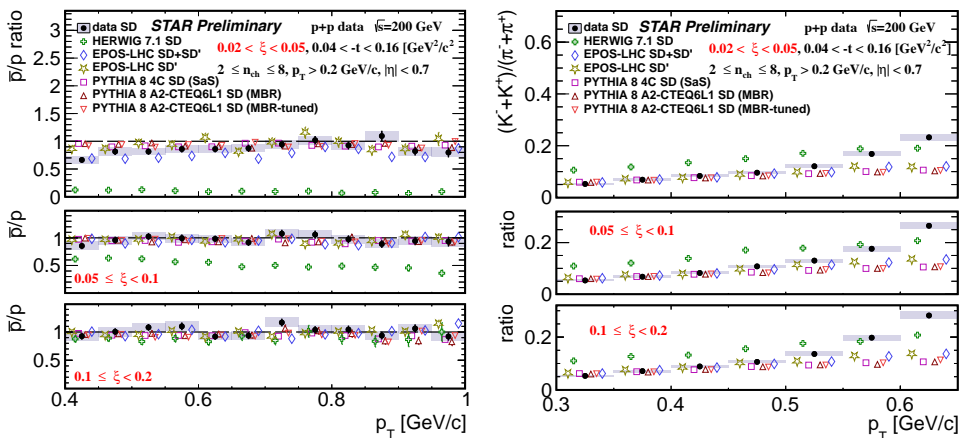 STAR Preliminary p+p data √s=200 GeV
data SD
HERWIG 7.1 SD
EPOS-LHC SD+SD'
EPOS-LHC SD'
PYTHIA 8 4C SD (SaS)
PYTHIA 8 A2-CTEQ6L1 SD (MBR)
PYTHIA 8 A2-CTEQ6L1 SD (MBR-tuned)
0.02 < ξ < 0.05, 0.04 < -t < 0.16 [GeV²/c²
2 ≤ n_ch ≤ 8, p_T > 0.2 GeV/c, |η| < 0.7
p̅/p ratio
3
2.5
2
1.5
1
0.5
0
p̅/p
1
0.5
0.05 ≤ ξ < 0.1
p̅/p
1
0.5
0.1 ≤ ξ < 0.2
0.4 0.5 0.6 0.7 0.8 0.9 1
p_T [GeV/c]
STAR Preliminary p+p data √s=200 GeV
data SD
HERWIG 7.1 SD
EPOS-LHC SD+SD'
EPOS-LHC SD'
PYTHIA 8 4C SD (SaS)
PYTHIA 8 A2-CTEQ6L1 SD (MBR)
PYTHIA 8 A2-CTEQ6L1 SD (MBR-tuned)
0.02 < ξ < 0.05, 0.04 < -t < 0.16 [GeV²/c²
2 ≤ n_ch ≤ 8, p_T > 0.2 GeV/c, |η| < 0.7
(K⁻+K⁺)/(π⁻+π⁺)
0.6
0.4
0.2
0
ratio
0.2
0
0.05 ≤ ξ < 0.1
ratio
0.2
0
0.1 ≤ ξ < 0.2
0.3 0.4 0.5 0.6
p_T [GeV/c]